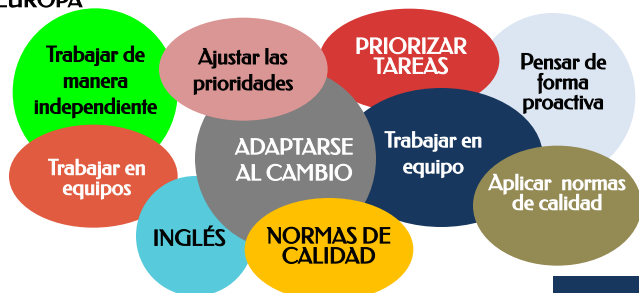 EUROPA
Trabajar de
manera
independiente
Ajustar las
prioridades
PRIORIZAR
TAREAS
Pensar de
forma
proactiva
Trabajar en
equipos
ADAPTARSE
AL CAMBIO
Trabajar en
equipo
Aplicar normas
de calidad
INGLÉS
NORMAS DE
CALIDAD